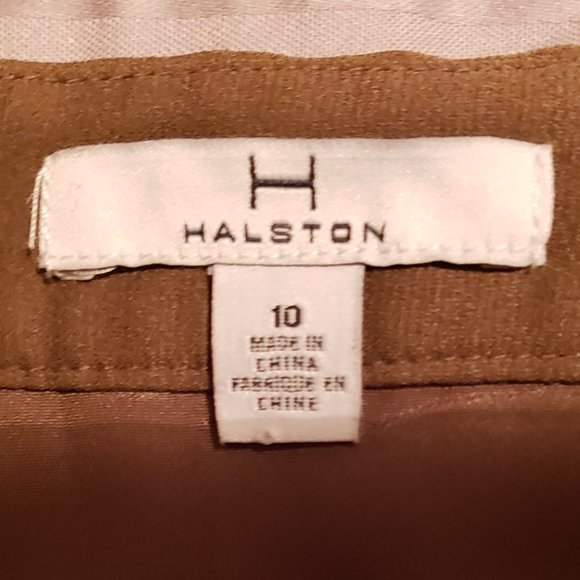 H
HALSTON
10
MADE IN
CHINA
FABRIQUE EN
CHINE